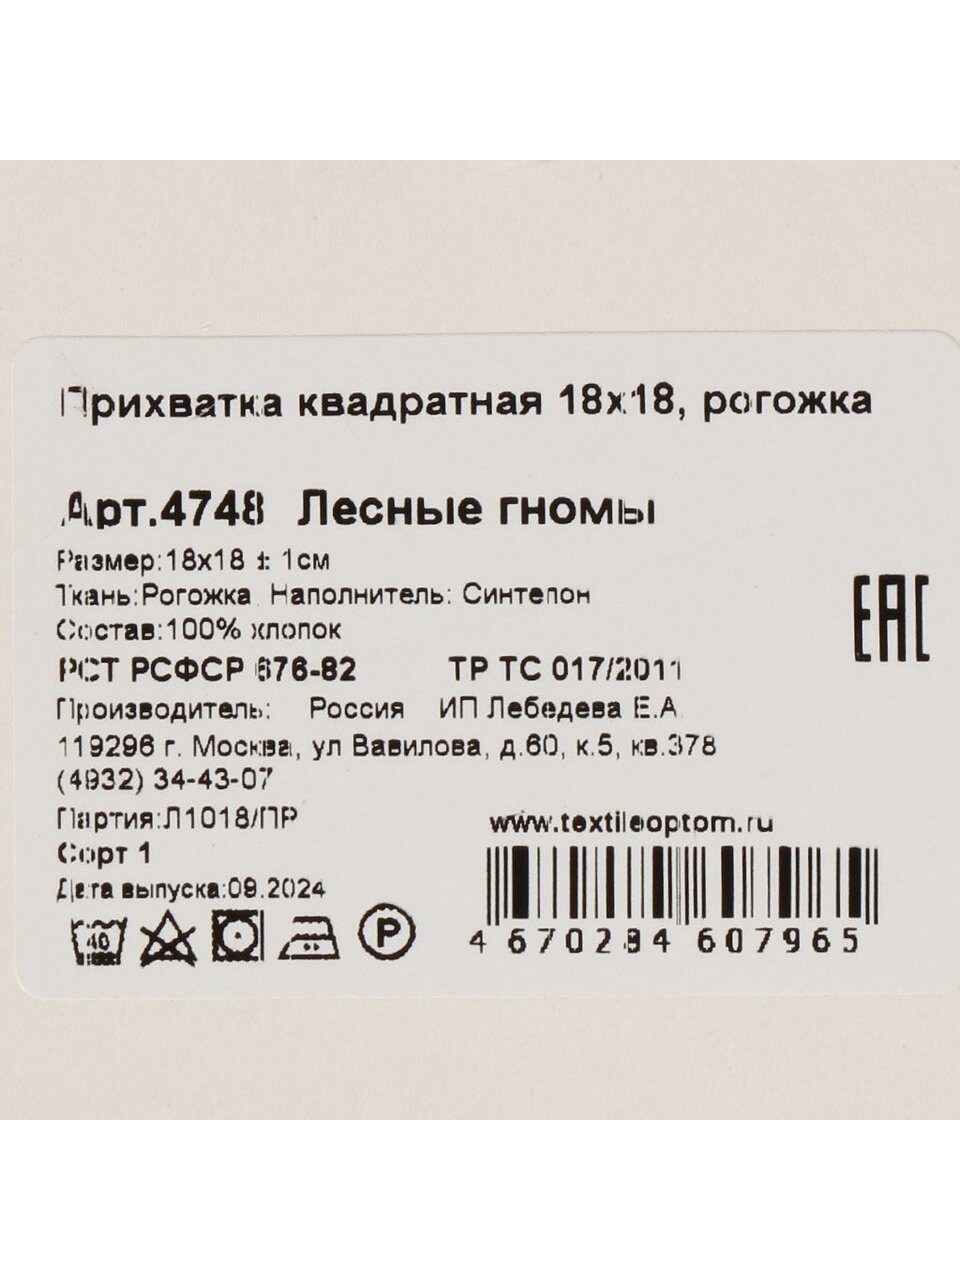 Прихватка квадратная 18х18, рогожка
Арт.4748 Лесные гномы
Размер:18х18 ± 1см
Ткань:Рогожка Наполнитель: Синтепон
Состав:100% хлопок
EAC
РСТ РСФСР 676-82 ТР ТС 017/2011
Производитель: Россия ИП Лебедева Е.А
119296 г. Москва, ул Вавилова, д.60, к.5, кв.378
(4932) 34-43-07
Партия:Л1018/ПР
www.textileoptom.ru
Сорт 1
Дата выпуска:09.2024
40
P
4 670284 607965